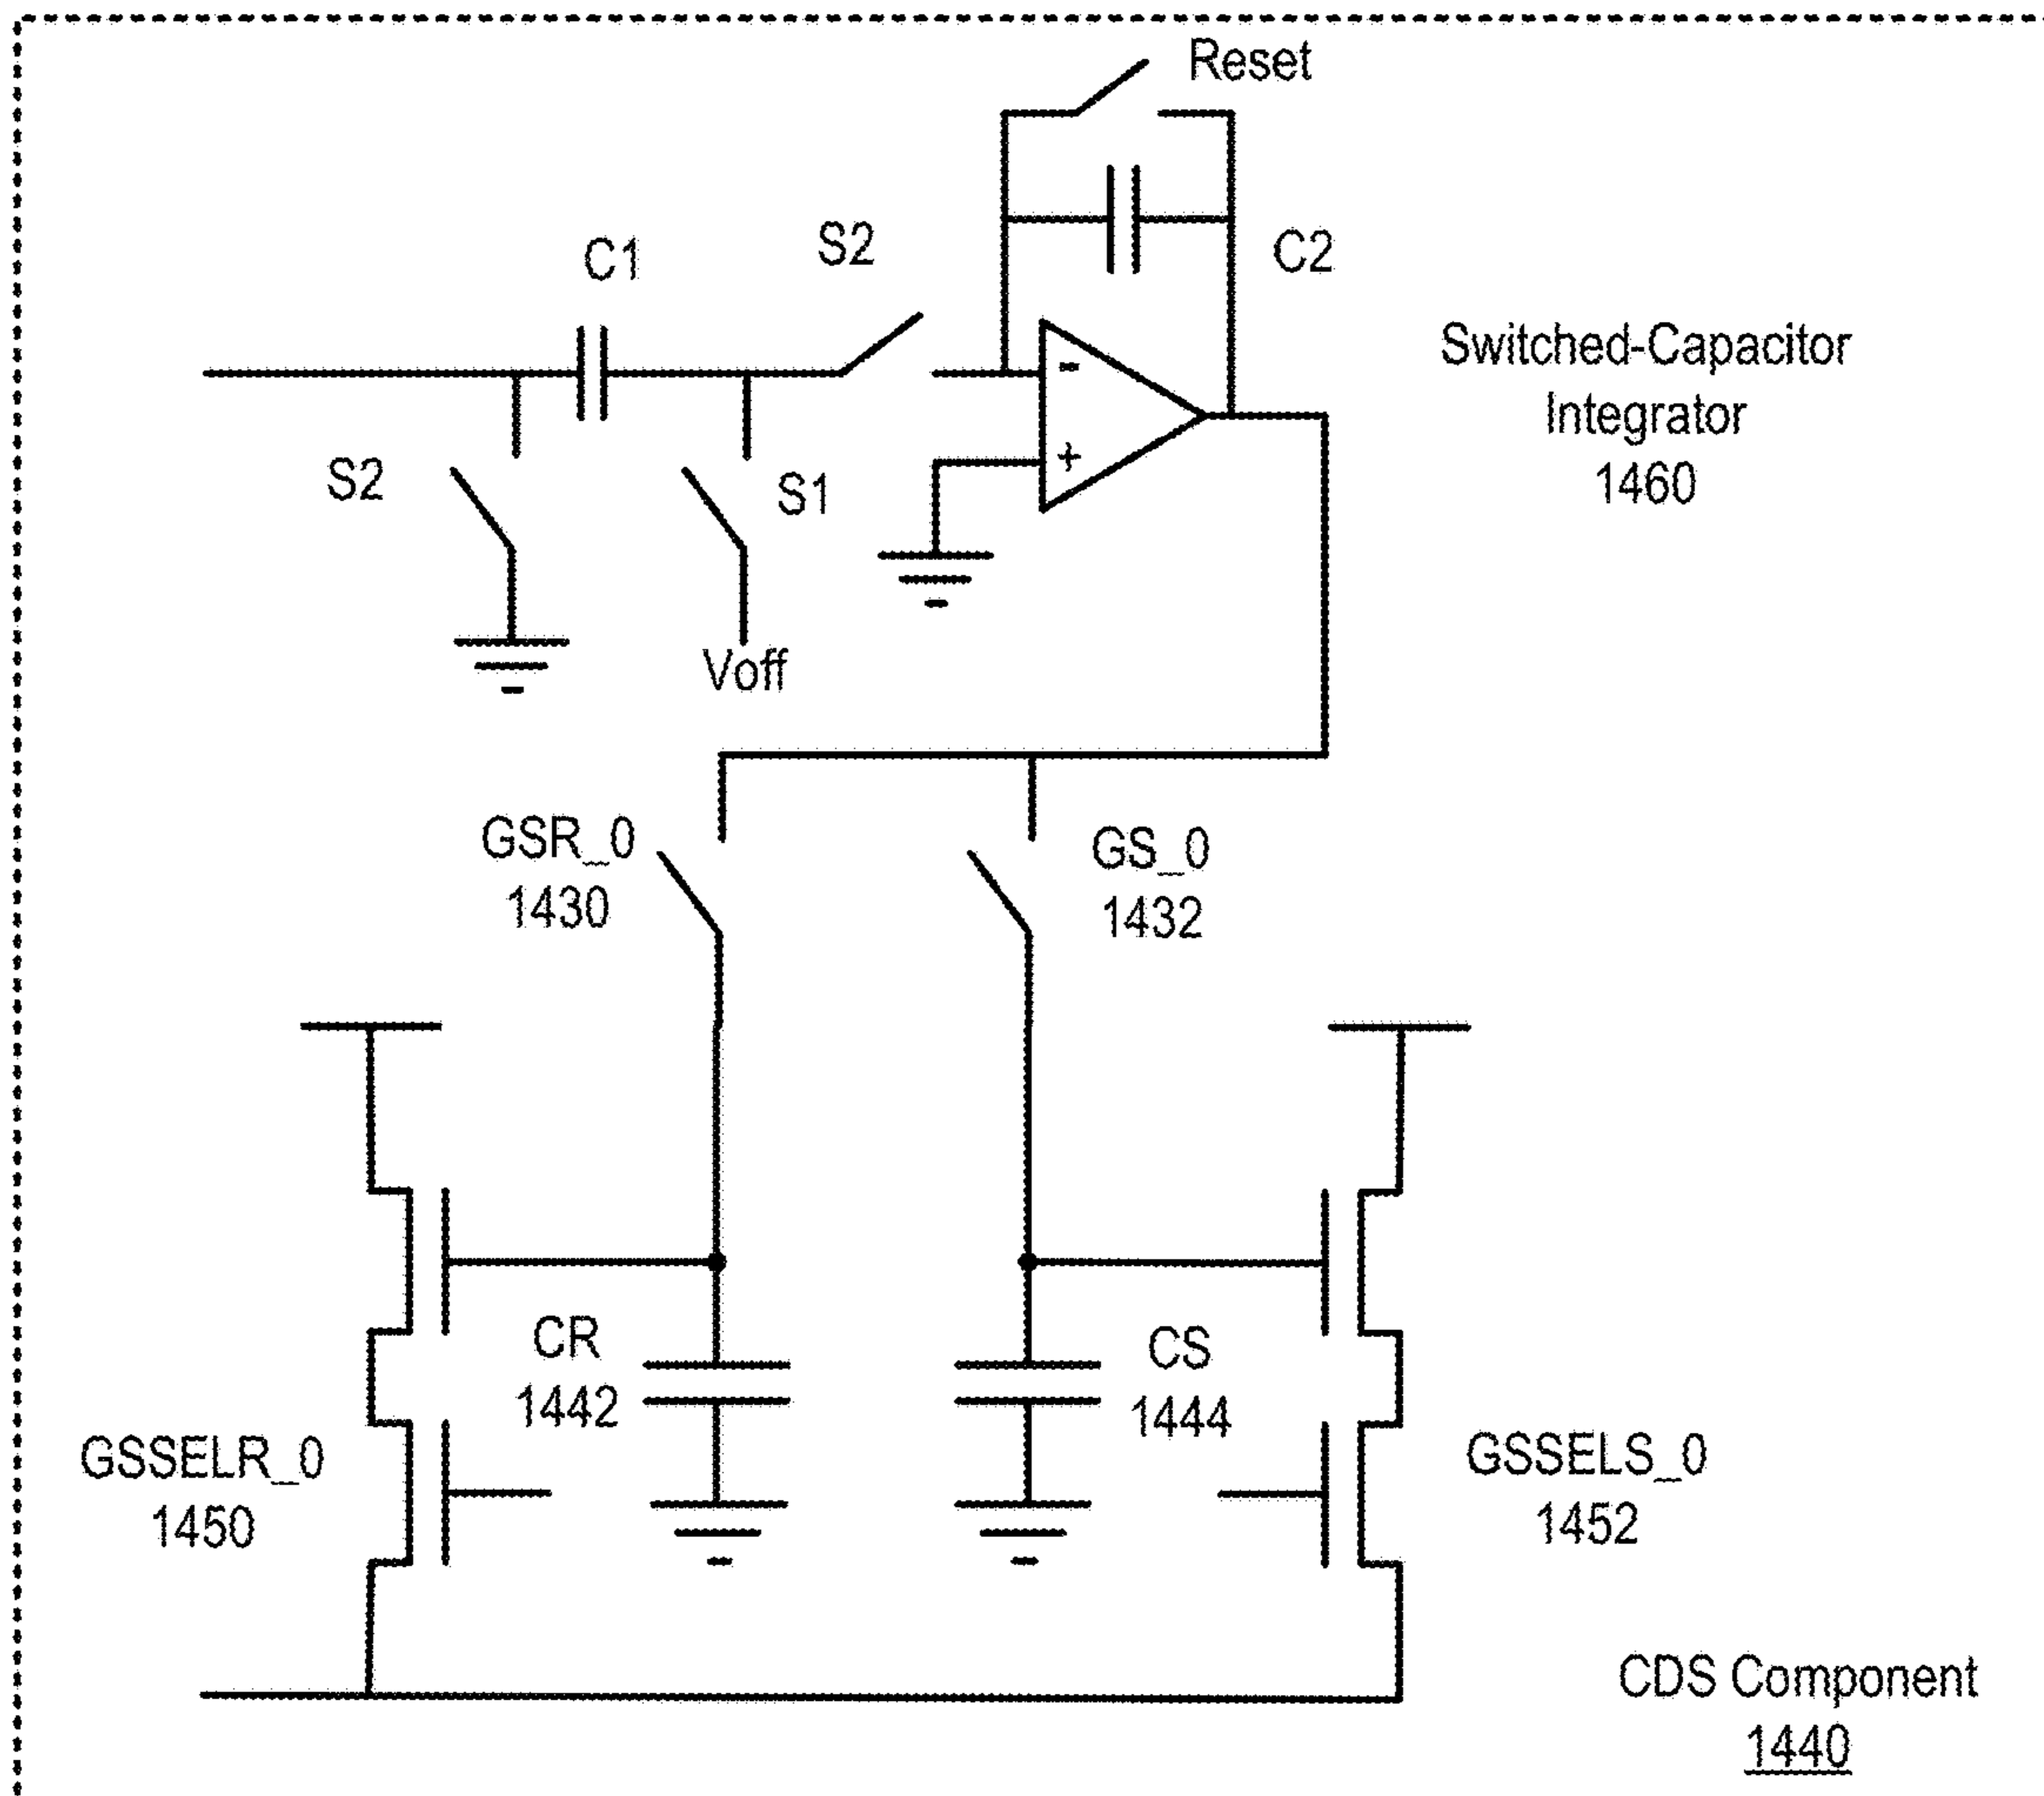 Reset
C1
S2
C2
Switched-Capacitor
Integrator
1460
-
+
S2
S1
Voff
GSR_0
1430
GS_0
1432
CR
1442
CS
1444
GSSELR_0
1450
GSSELS_0
1452
CDS Component
1440